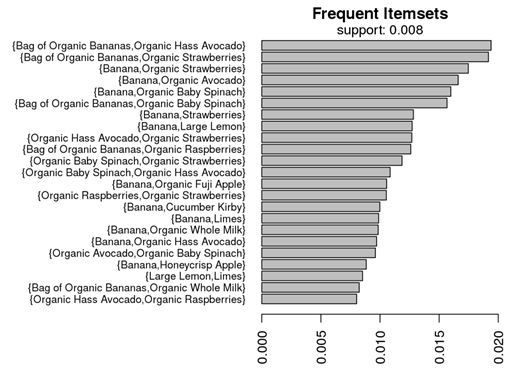 Frequent Itemsets
support: 0.008
{Bag of Organic Bananas,Organic Hass Avocado}
{Bag of Organic Bananas,Organic Strawberries}
{Banana,Organic Strawberries}
{Banana,Organic Avocado}
{Banana,Organic Baby Spinach}
{Bag of Organic Bananas,Organic Baby Spinach}
{Banana,Strawberries}
{Banana,Large Lemon}
{Organic Hass Avocado,Organic Strawberries}
{Bag of Organic Bananas,Organic Raspberries}
{Organic Baby Spinach,Organic Strawberries}
{Organic Baby Spinach,Organic Hass Avocado}
{Banana,Organic Fuji Apple}
{Organic Raspberries,Organic Strawberries}
{Banana,Cucumber Kirby}
{Banana,Limes}
{Banana,Organic Whole Milk}
{Banana,Organic Hass Avocado}
{Organic Avocado,Organic Baby Spinach}
{Banana,Honeycrisp Apple}
{Large Lemon,Limes}
{Bag of Organic Bananas,Organic Whole Milk}
{Organic Hass Avocado,Organic Raspberries}
0.000
0.005
0.010
0.015
0.020